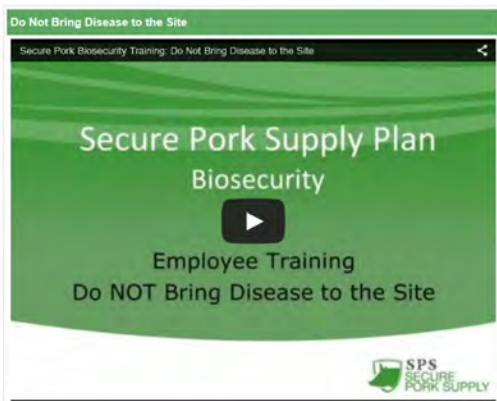 Do Not Bring Disease to the Site
Secure Pork Biosecurity Training: Do Not Bring Disease to the Site
Secure Pork Supply Plan
Biosecurity
Employee Training
Do NOT Bring Disease to the Site
SPS
SECURE
PORK SUPPLY